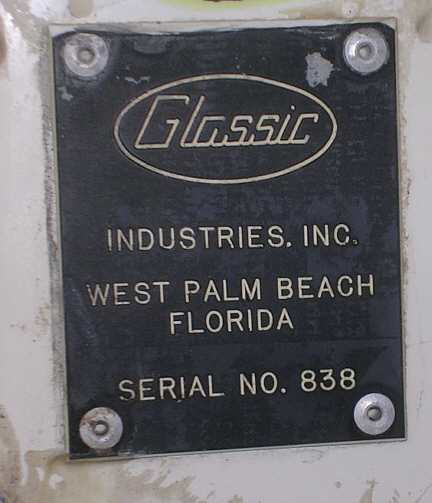 Glassic
INDUSTRIES, INC.
WEST PALM BEACH
FLORIDA
SERIAL NO. 838